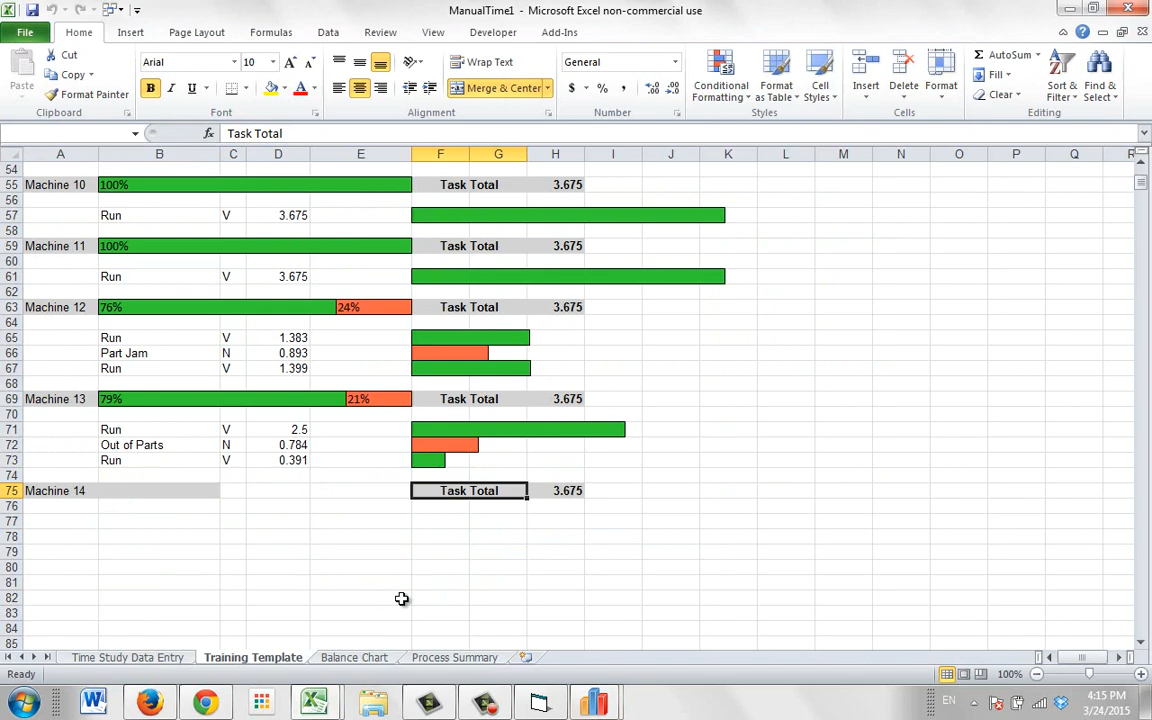 ManualTime1 - Microsoft Excel non-commercial use
File Home Insert Page Layout Formulas Data Review View Developer Add-Ins
Paste Cut Copy Format Painter Clipboard
Arial 10 A A B I U A Font
Wrap Text Merge & Center Alignment
General $ % , .0 .00 .00 .0 Number
Conditional Formatting Format as Table Cell Styles Styles
Insert Delete Format Cells
Σ AutoSum Fill Clear Sort & Filter Find & Select Editing
fx Task Total
A B C D E F G H I J K L M N O P Q R
54
55 Machine 10 100% Task Total 3.675
56
57 Run V 3.675
58
59 Machine 11 100% Task Total 3.675
60
61 Run V 3.675
62
63 Machine 12 76% 24% Task Total 3.675
64
65 Run V 1.383
66 Part Jam N 0.893
67 Run V 1.399
68
69 Machine 13 79% 21% Task Total 3.675
70
71 Run V 2.5
72 Out of Parts N 0.784
73 Run V 0.391
74
75 Machine 14 Task Total 3.675
76
77
78
79
80
81
82
83
84
85
Time Study Data Entry Training Template Balance Chart Process Summary
Ready 100%
EN 4:15 PM
3/24/2015